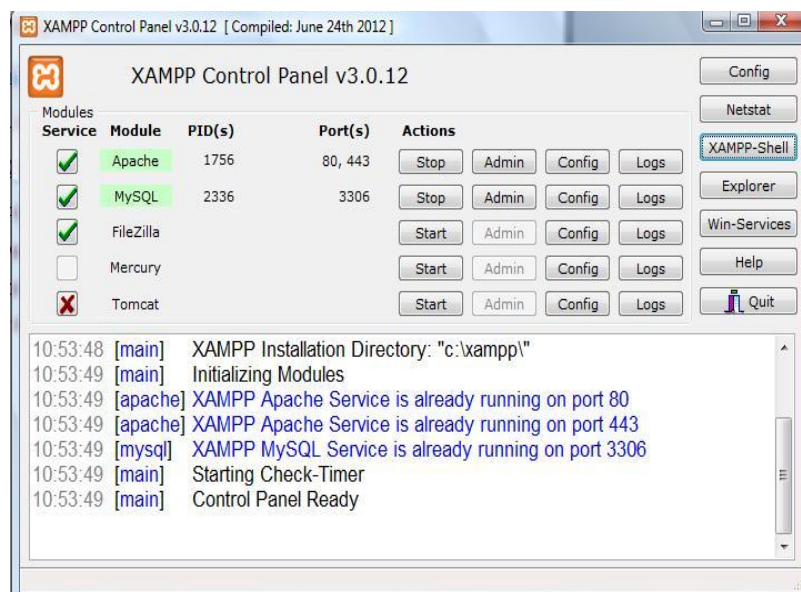 XAMPP Control Panel v3.0.12 [ Compiled: June 24th 2012 ]
XAMPP Control Panel v3.0.12
Config
Netstat
XAMPP-Shell
Explorer
Win-Services
Help
Quit
Modules
Service Module PID(s) Port(s) Actions
Apache 1756 80, 443 Stop Admin Config Logs
MySQL 2336 3306 Stop Admin Config Logs
FileZilla Start Admin Config Logs
Mercury Start Admin Config Logs
Tomcat Start Admin Config Logs
10:53:48 [main] XAMPP Installation Directory: "c:\xampp\"
10:53:49 [main] Initializing Modules
10:53:49 [apache] XAMPP Apache Service is already running on port 80
10:53:49 [apache] XAMPP Apache Service is already running on port 443
10:53:49 [mysql] XAMPP MySQL Service is already running on port 3306
10:53:49 [main] Starting Check-Timer
10:53:49 [main] Control Panel Ready